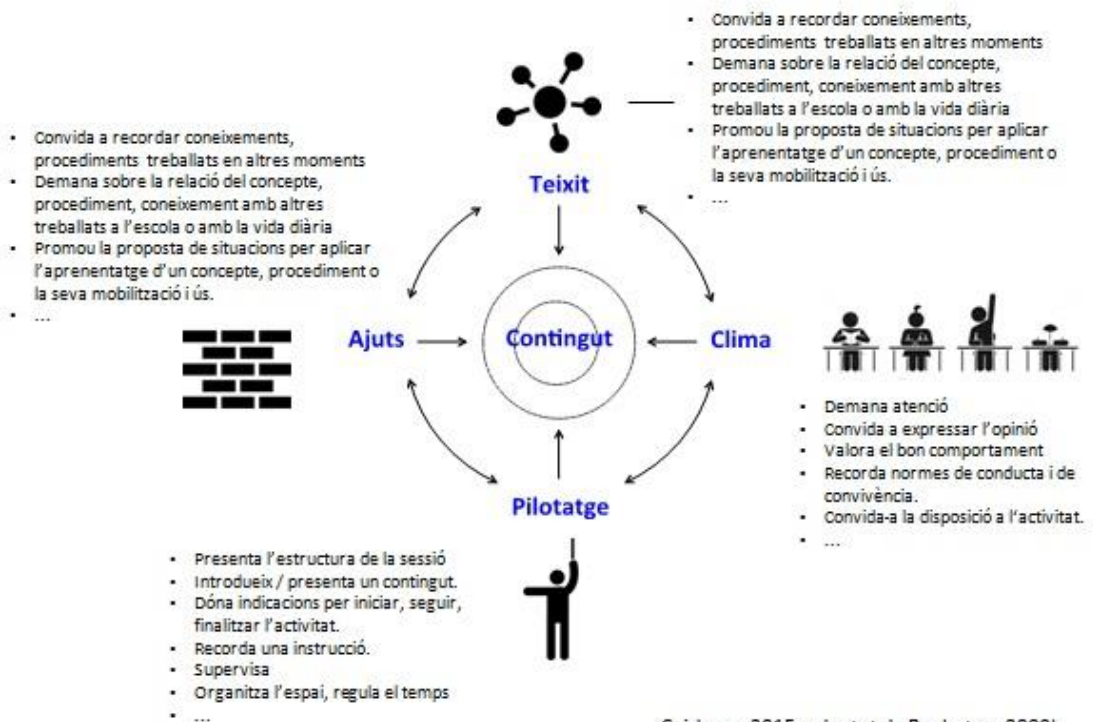 ▪ Convida a recordar coneixements,
procediments treballats en altres moments
▪ Demana sobre la relació del concepte,
procediment, coneixement amb altres
treballats a l'escola o amb la vida diària
▪ Promou la proposta de situacions per aplicar
l'aprenentatge d'un concepte, procediment o
la seva mobilització i ús.
▪ ...
Teixit
▪ Convida a recordar coneixements,
procediments treballats en altres moments
▪ Demana sobre la relació del concepte,
procediment, coneixement amb altres
treballats a l'escola o amb la vida diària
▪ Promou la proposta de situacions per aplicar
l'aprenentatge d'un concepte, procediment o
la seva mobilització i ús.
▪ ...
Ajuts
Contingut
Clima
▪ Demana atenció
▪ Convida a expressar l'opinió
▪ Valora el bon comportament
▪ Recorda normes de conducta i de
convivència.
▪ Convida-a la disposició a l'activitat.
▪ ...
Pilotatge
▪ Presenta l'estructura de la sessió
▪ Introdueix / presenta un contingut.
▪ Dóna indicacions per iniciar, seguir,
finalitzar l'activitat.
▪ Recorda una instrucció.
▪ Supervisa
▪ Organitza l'espai, regula el temps
▪ ...